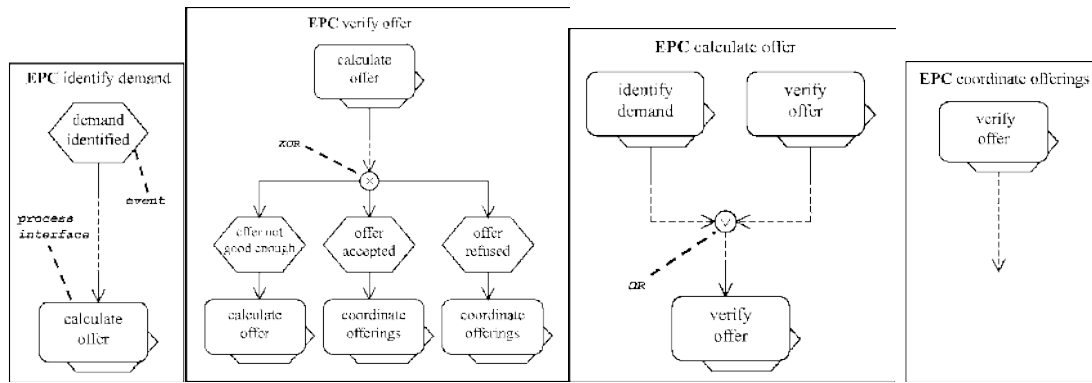 EPC identify demand
demand
identified
event
process
interface
calculate
offer
EPC verify offer
calculate
offer
XOR
offer not
good enough
offer
accepted
offer
refused
calculate
offer
coordinate
offerings
coordinate
offerings
EPC calculate offer
identify
demand
verify
offer
OR
verify
offer
EPC coordinate offerings
verify
offer